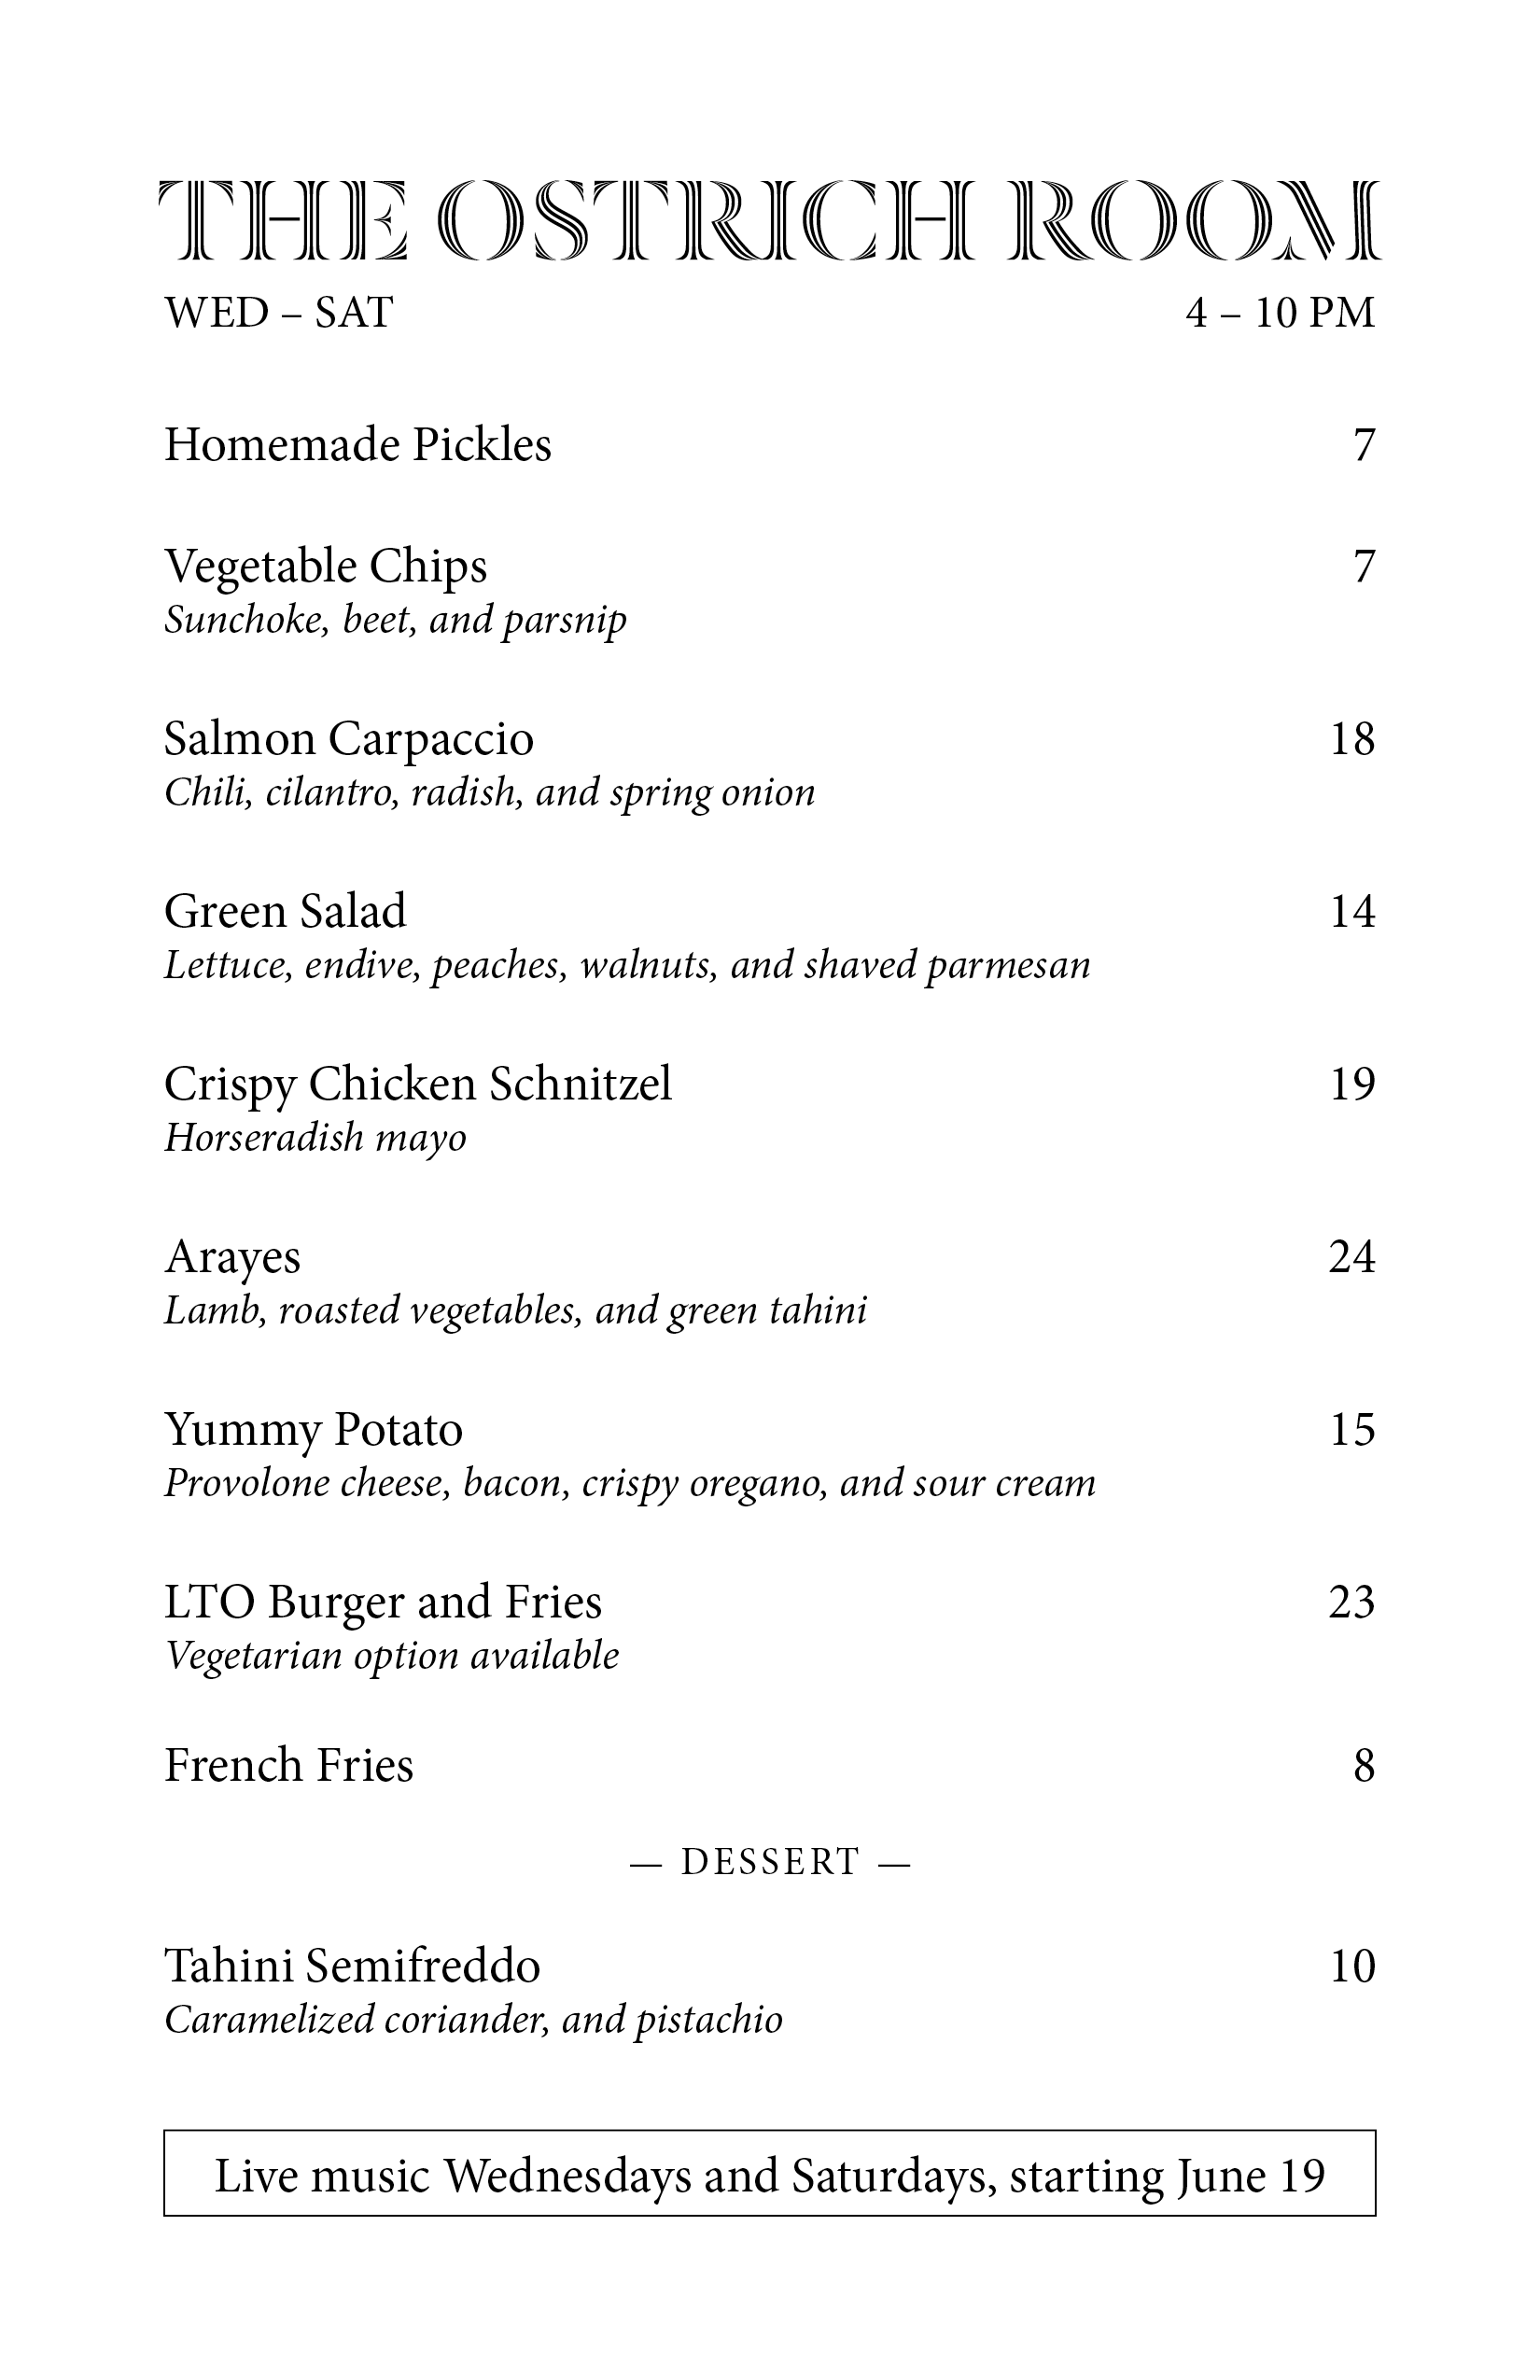 THE OSTRICH ROOM
WED – SAT 4 – 10 PM
Homemade Pickles 7
Vegetable Chips 7
Sunchoke, beet, and parsnip
Salmon Carpaccio 18
Chili, cilantro, radish, and spring onion
Green Salad 14
Lettuce, endive, peaches, walnuts, and shaved parmesan
Crispy Chicken Schnitzel 19
Horseradish mayo
Arayes 24
Lamb, roasted vegetables, and green tahini
Yummy Potato 15
Provolone cheese, bacon, crispy oregano, and sour cream
LTO Burger and Fries 23
Vegetarian option available
French Fries 8
— DESSERT —
Tahini Semifreddo 10
Caramelized coriander, and pistachio
Live music Wednesdays and Saturdays, starting June 19